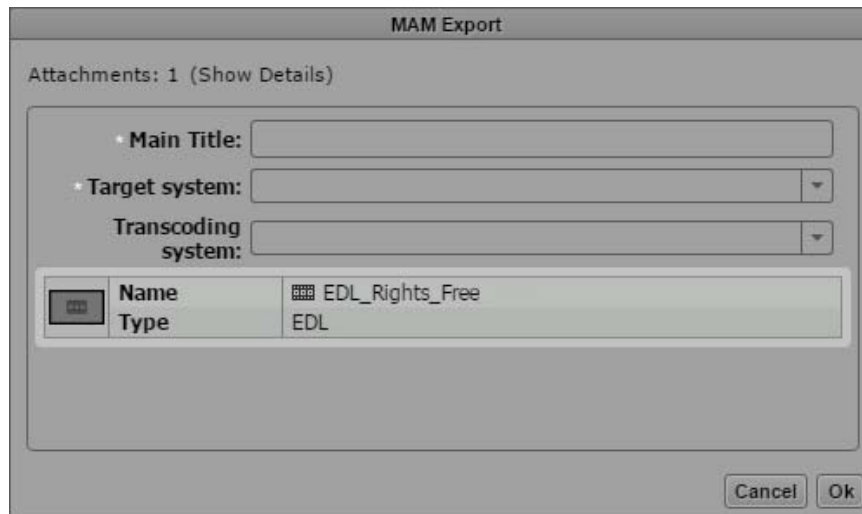 MAM Export
Attachments: 1 (Show Details)
* Main Title:
* Target system:
Transcoding
system:
Name EDL_Rights_Free
Type EDL
Cancel Ok